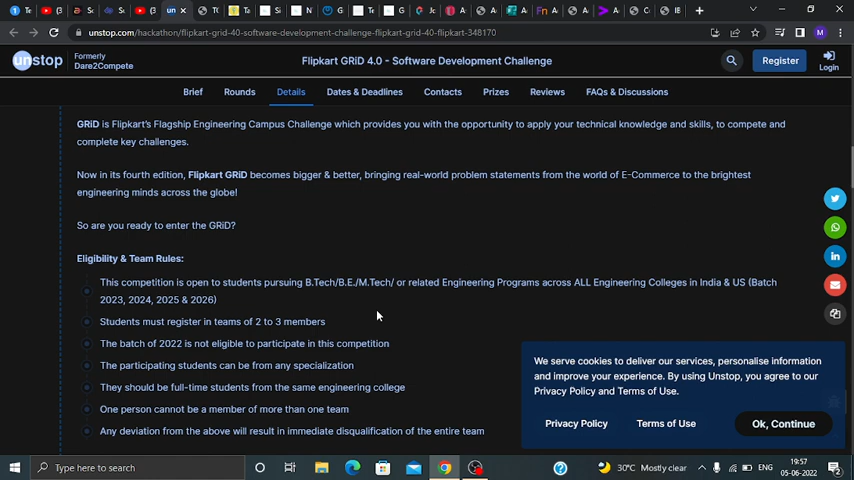 unstop.com/hackathon/flipkart-grid-40-software-development-challenge-flipkart-grid-40-flipkart-348170
unstop
Formerly
Dare2Compete
Flipkart GRiD 4.0 - Software Development Challenge
Register
Login
Brief Rounds Details Dates & Deadlines Contacts Prizes Reviews FAQs & Discussions
GRiD is Flipkart's Flagship Engineering Campus Challenge which provides you with the opportunity to apply your technical knowledge and skills, to compete and
complete key challenges.
Now in its fourth edition, Flipkart GRiD becomes bigger & better, bringing real-world problem statements from the world of E-Commerce to the brightest
engineering minds across the globe!
So are you ready to enter the GRiD?
Eligibility & Team Rules:
This competition is open to students pursuing B.Tech/B.E./M.Tech/ or related Engineering Programs across ALL Engineering Colleges in India & US (Batch
2023, 2024, 2025 & 2026)
Students must register in teams of 2 to 3 members
The batch of 2022 is not eligible to participate in this competition
The participating students can be from any specialization
They should be full-time students from the same engineering college
One person cannot be a member of more than one team
Any deviation from the above will result in immediate disqualification of the entire team
We serve cookies to deliver our services, personalise information
and improve your experience. By using Unstop, you agree to our
Privacy Policy and Terms of Use.
Privacy Policy Terms of Use Ok, Continue
Type here to search
30°C Mostly clear
ENG
19:57
05-06-2022